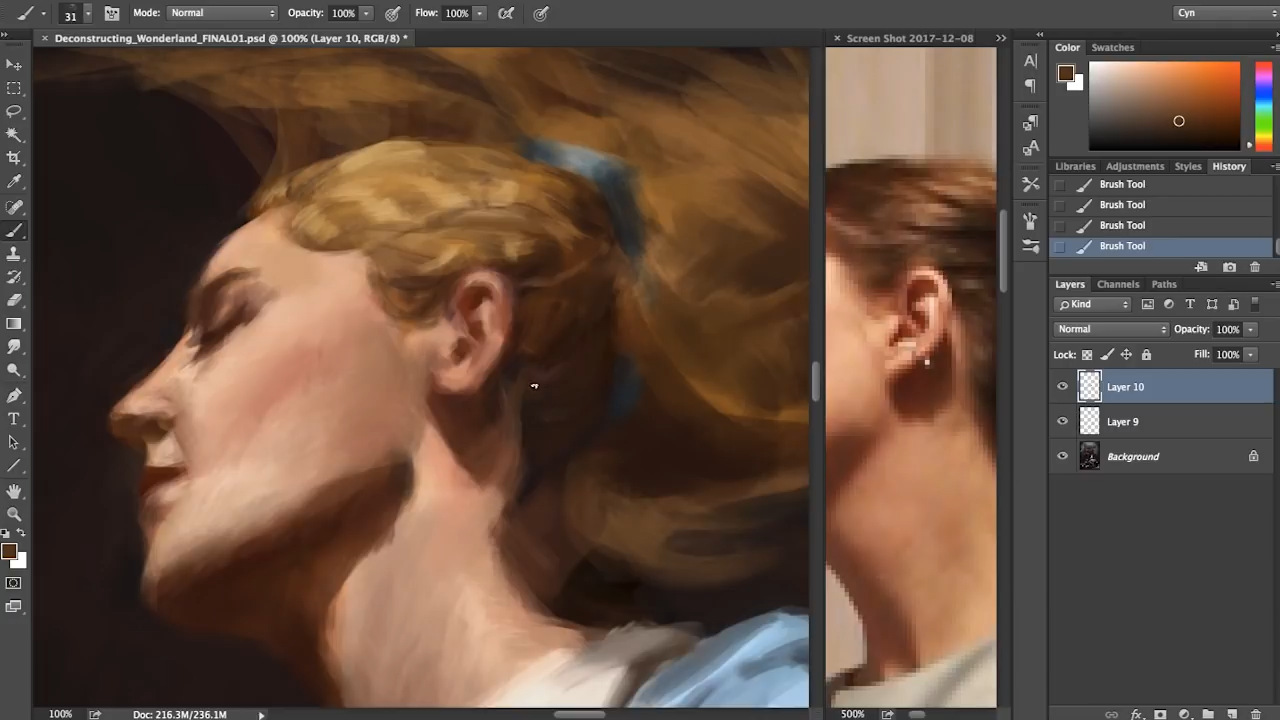 31 Mode: Normal Opacity: 100% Flow: 100% Cyn
× Deconstructing_Wonderland_FINAL01.psd @ 100% (Layer 10, RGB/8) *
× Screen Shot 2017-12-08
Color Swatches
Libraries Adjustments Styles History
Brush Tool
Brush Tool
Brush Tool
Brush Tool
Layers Channels Paths
Kind
Normal Opacity: 100%
Lock: Fill: 100%
Layer 10
Layer 9
Background
100% Doc: 216.3M/236.1M
500%